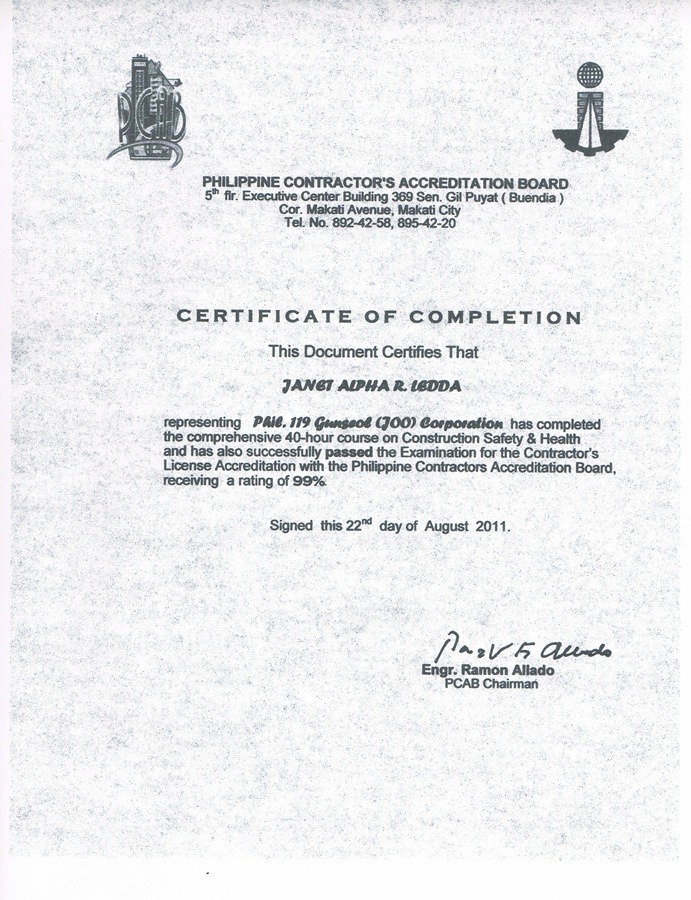 PCAB
PHILIPPINE CONTRACTOR'S ACCREDITATION BOARD
5th flr. Executive Center Building 369 Sen. Gil Puyat ( Buendia )
Cor. Makati Avenue, Makati City
Tel. No. 892-42-58, 895-42-20
CERTIFICATE OF COMPLETION
This Document Certifies That
JANET ALPHA R. LEDDA
representing Phil. 119 Gunseol (JOO) Corporation has completed
the comprehensive 40-hour course on Construction Safety & Health
and has also successfully passed the Examination for the Contractor's
License Accreditation with the Philippine Contractors Accreditation Board,
receiving a rating of 99%.
Signed this 22nd day of August 2011.
Engr. Ramon Allado
PCAB Chairman